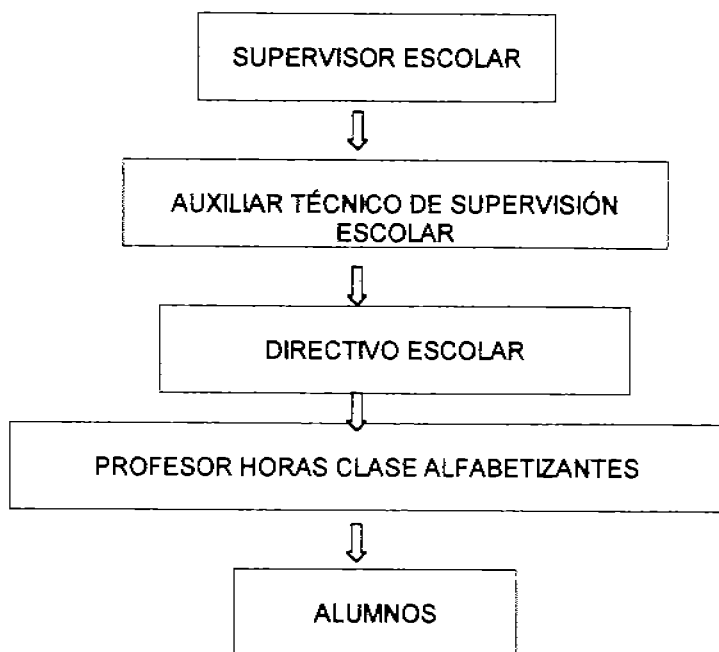 SUPERVISOR ESCOLAR
AUXILIAR TÉCNICO DE SUPERVISIÓN
ESCOLAR
DIRECTIVO ESCOLAR
PROFESOR HORAS CLASE ALFABETIZANTES
ALUMNOS